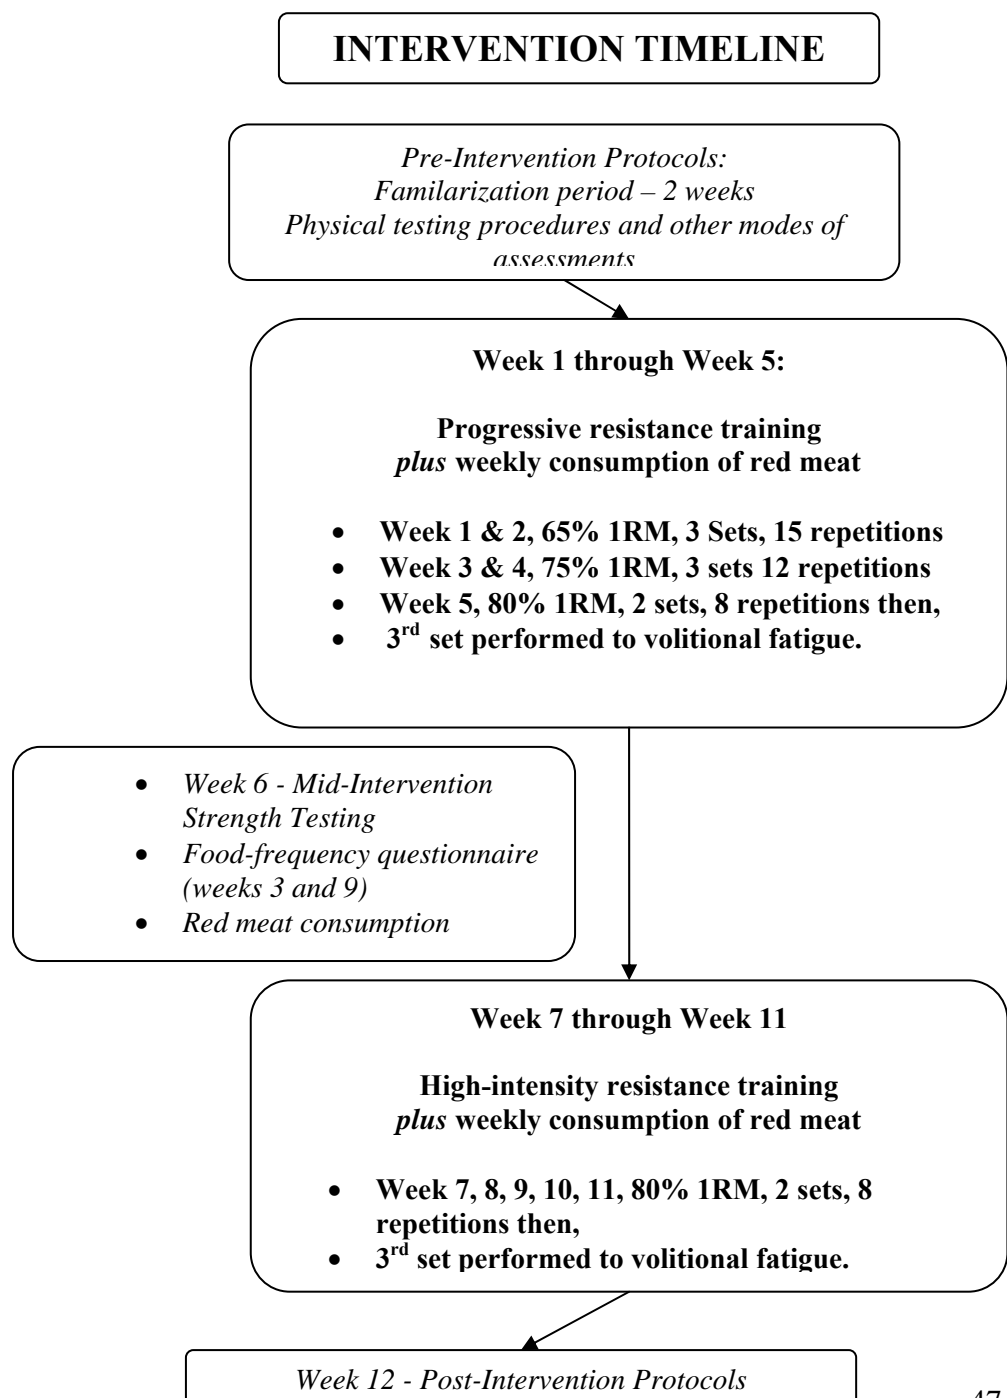 INTERVENTION TIMELINE
Pre-Intervention Protocols:
Familarization period – 2 weeks
Physical testing procedures and other modes of
assessments
Week 1 through Week 5:
Progressive resistance training
plus weekly consumption of red meat
• Week 1 & 2, 65% 1RM, 3 Sets, 15 repetitions
• Week 3 & 4, 75% 1RM, 3 sets 12 repetitions
• Week 5, 80% 1RM, 2 sets, 8 repetitions then,
• 3rd set performed to volitional fatigue.
• Week 6 - Mid-Intervention
Strength Testing
• Food-frequency questionnaire
(weeks 3 and 9)
• Red meat consumption
Week 7 through Week 11
High-intensity resistance training
plus weekly consumption of red meat
• Week 7, 8, 9, 10, 11, 80% 1RM, 2 sets, 8
repetitions then,
• 3rd set performed to volitional fatigue.
Week 12 - Post-Intervention Protocols
47